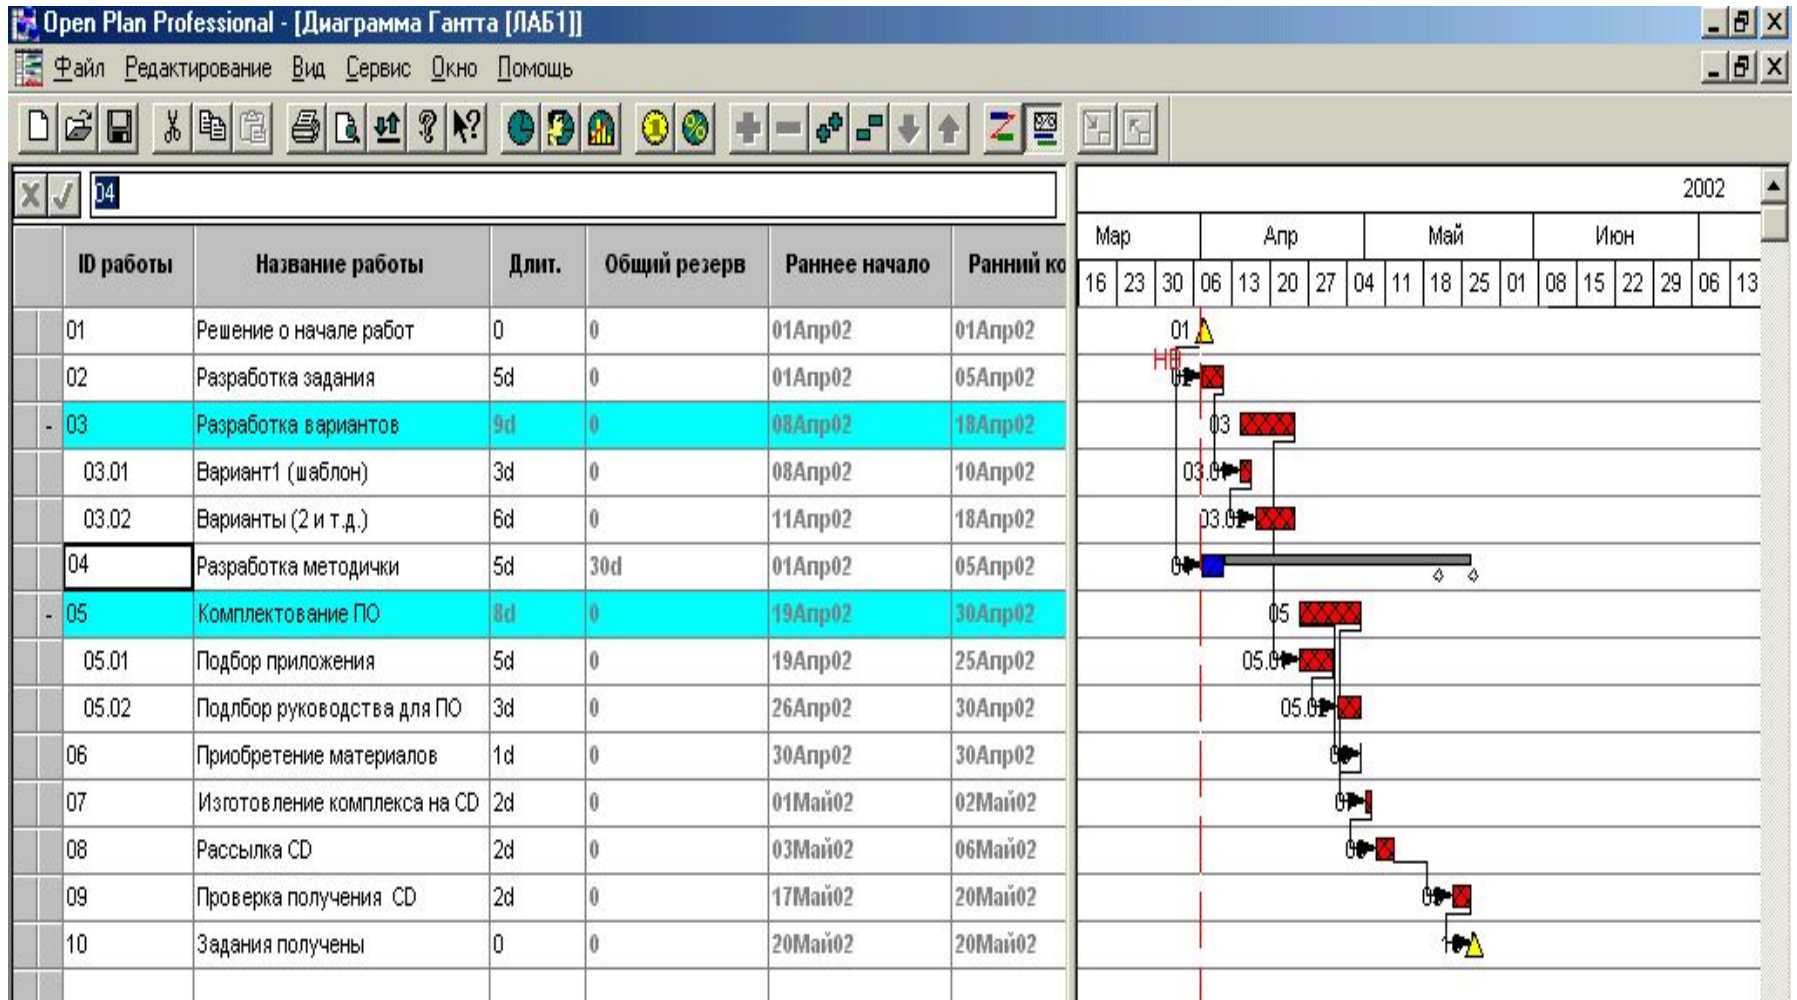 Open Plan Professional - [Диаграмма Гантта [ЛАБ1]]
Файл Редактирование Вид Сервис Окно Помощь
04
2002
Мар Апр Май Июн
ID работы Название работы Длит. Общий резерв Раннее начало Ранний ко
16 23 30 06 13 20 27 04 11 18 25 01 08 15 22 29 06 13
01 Решение о начале работ 0 0 01Апр02 01Апр02 01
НВ
02 Разработка задания 5d 0 01Апр02 05Апр02
- 03 Разработка вариантов 9d 0 08Апр02 18Апр02 03
03.01 Вариант1 (шаблон) 3d 0 08Апр02 10Апр02
03.02 Варианты (2 и т.д.) 6d 0 11Апр02 18Апр02
04 Разработка методички 5d 30d 01Апр02 05Апр02
- 05 Комплектование ПО 8d 0 19Апр02 30Апр02 05
05.01 Подбор приложения 5d 0 19Апр02 25Апр02
05.02 Подлбор руководства для ПО 3d 0 26Апр02 30Апр02
06 Приобретение материалов 1d 0 30Апр02 30Апр02
07 Изготовление комплекса на CD 2d 0 01Май02 02Май02
08 Рассылка CD 2d 0 03Май02 06Май02
09 Проверка получения CD 2d 0 17Май02 20Май02
10 Задания получены 0 0 20Май02 20Май02